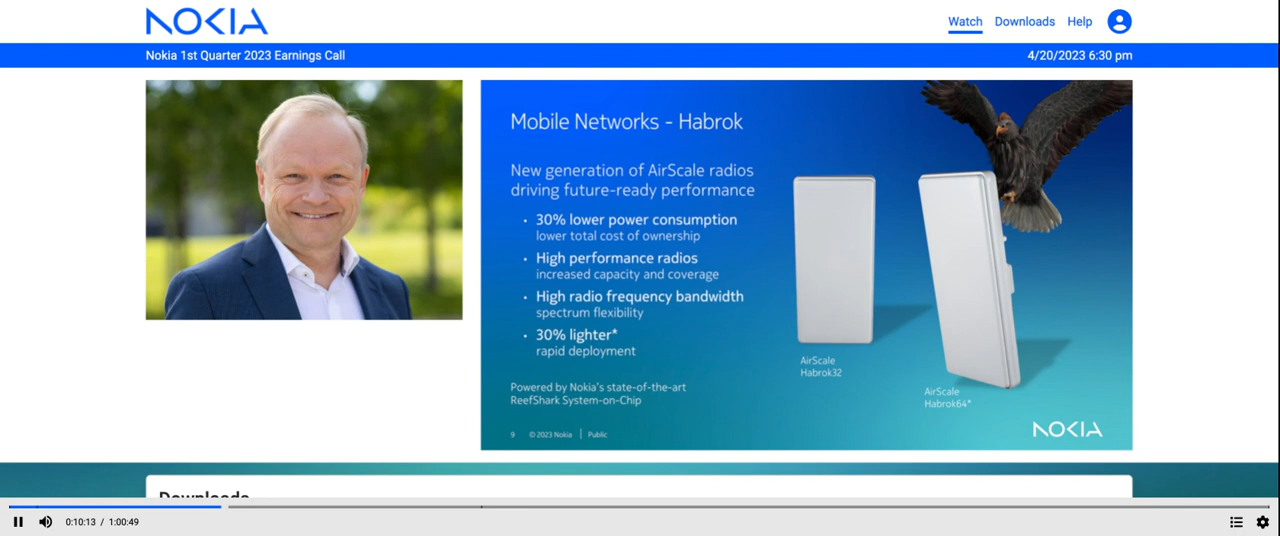 NOKIA
Watch Downloads Help
Nokia 1st Quarter 2023 Earnings Call
4/20/2023 6:30 pm
Mobile Networks - Habrok
New generation of AirScale radios
driving future-ready performance
• 30% lower power consumption
lower total cost of ownership
• High performance radios
increased capacity and coverage
• High radio frequency bandwidth
spectrum flexibility
• 30% lighter*
rapid deployment
Powered by Nokia's state-of-the-art
ReefShark System-on-Chip
AirScale
Habrok32
AirScale
Habrok64*
9 © 2023 Nokia | Public
NOKIA
Downloads
0:10:13 / 1:00:49